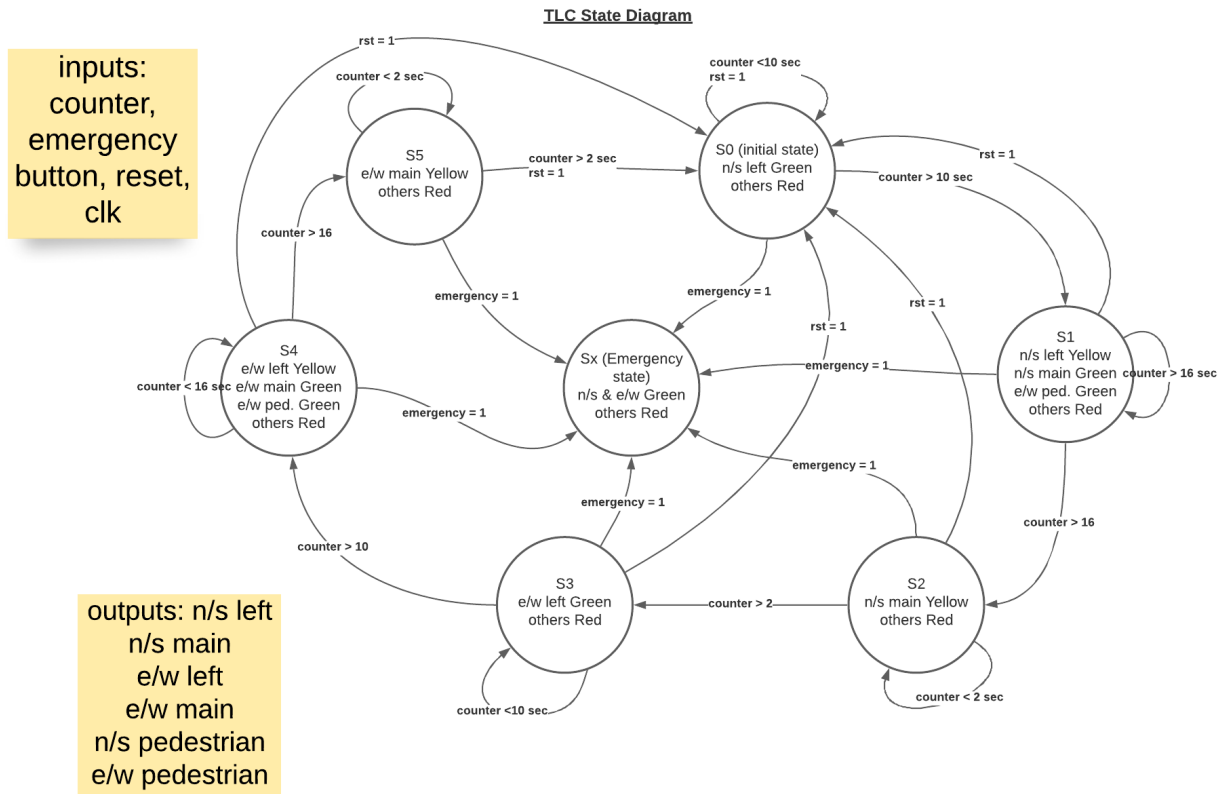 TLC State Diagram
inputs:
counter,
emergency
button, reset,
clk
rst = 1
counter < 2 sec
counter <10 sec
rst = 1
S5
e/w main Yellow
others Red
counter > 2 sec
rst = 1
S0 (initial state)
n/s left Green
others Red
rst = 1
counter > 10 sec
counter > 16
emergency = 1
emergency = 1
rst = 1
rst = 1
S4
e/w left Yellow
e/w main Green
e/w ped. Green
others Red
counter < 16 sec
emergency = 1
Sx (Emergency
state)
n/s & e/w Green
others Red
emergency = 1
S1
n/s left Yellow
n/s main Green
e/w ped. Green
others Red
counter > 16 sec
emergency = 1
emergency = 1
counter > 16
counter > 10
S3
e/w left Green
others Red
counter > 2
S2
n/s main Yellow
others Red
counter <10 sec
counter < 2 sec
outputs: n/s left
n/s main
e/w left
e/w main
n/s pedestrian
e/w pedestrian